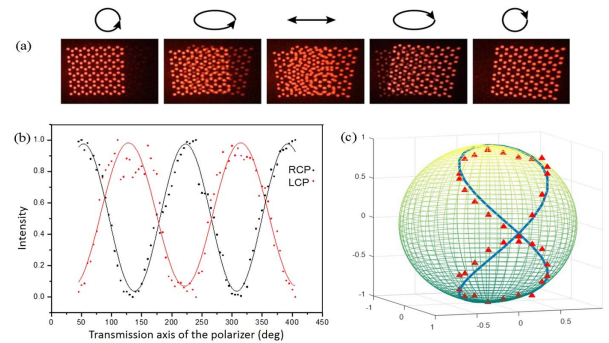 (a)
(b)
(c)
1.0
0.8
0.6
0.4
0.2
0.0
Intensity
RCP
LCP
0 50 100 150 200 250 300 350 400 450
Transmission axis of the polarizer (deg)
1
0.5
0
-0.5
-1
-1
0
1
-0.5
0
0.5